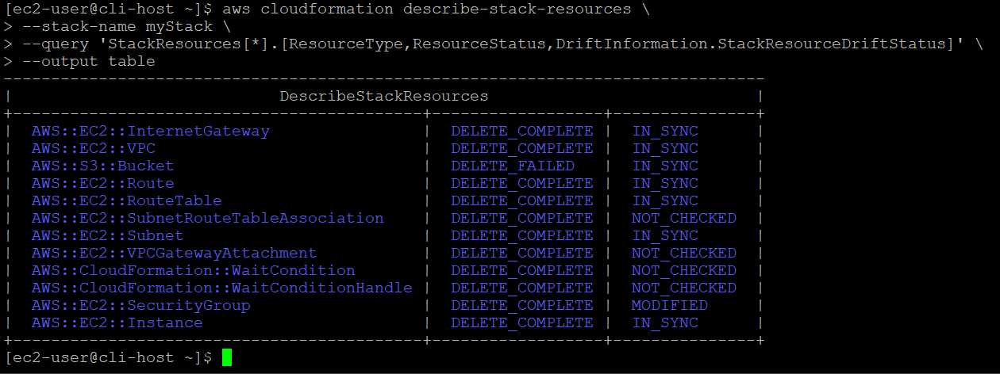 [ec2-user@cli-host ~]$ aws cloudformation describe-stack-resources \
> --stack-name myStack \
> --query 'StackResources[*].[ResourceType,ResourceStatus,DriftInformation.StackResourceDriftStatus]' \
> --output table
--------------------------------------------------------------------------------
|                            DescribeStackResources                            |
+-------------------------------------------+------------------+---------------+
|  AWS::EC2::InternetGateway                |  DELETE_COMPLETE |  IN_SYNC      |
|  AWS::EC2::VPC                            |  DELETE_COMPLETE |  IN_SYNC      |
|  AWS::S3::Bucket                          |  DELETE_FAILED   |  IN_SYNC      |
|  AWS::EC2::Route                          |  DELETE_COMPLETE |  IN_SYNC      |
|  AWS::EC2::RouteTable                     |  DELETE_COMPLETE |  IN_SYNC      |
|  AWS::EC2::SubnetRouteTableAssociation    |  DELETE_COMPLETE |  NOT_CHECKED  |
|  AWS::EC2::Subnet                         |  DELETE_COMPLETE |  IN_SYNC      |
|  AWS::EC2::VPCGatewayAttachment           |  DELETE_COMPLETE |  NOT_CHECKED  |
|  AWS::CloudFormation::WaitCondition       |  DELETE_COMPLETE |  NOT_CHECKED  |
|  AWS::CloudFormation::WaitConditionHandle |  DELETE_COMPLETE |  NOT_CHECKED  |
|  AWS::EC2::SecurityGroup                  |  DELETE_COMPLETE |  MODIFIED     |
|  AWS::EC2::Instance                       |  DELETE_COMPLETE |  IN_SYNC      |
+-------------------------------------------+------------------+---------------+
[ec2-user@cli-host ~]$